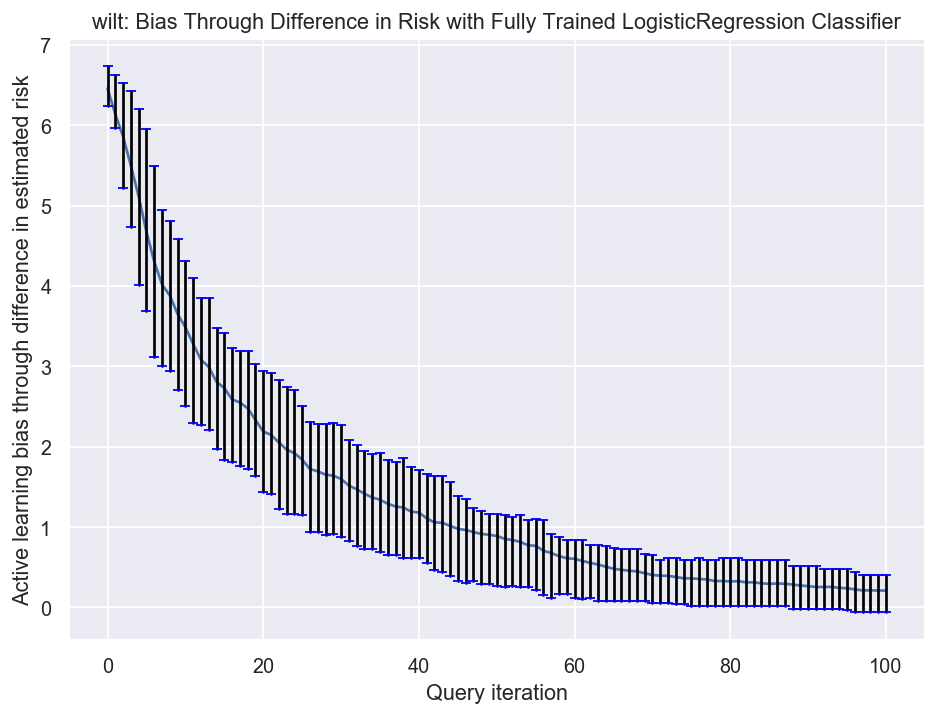 wilt: Bias Through Difference in Risk with Fully Trained LogisticRegression Classifier
Active learning bias through difference in estimated risk
7
6
5
4
3
2
1
0
0 20 40 60 80 100
Query iteration